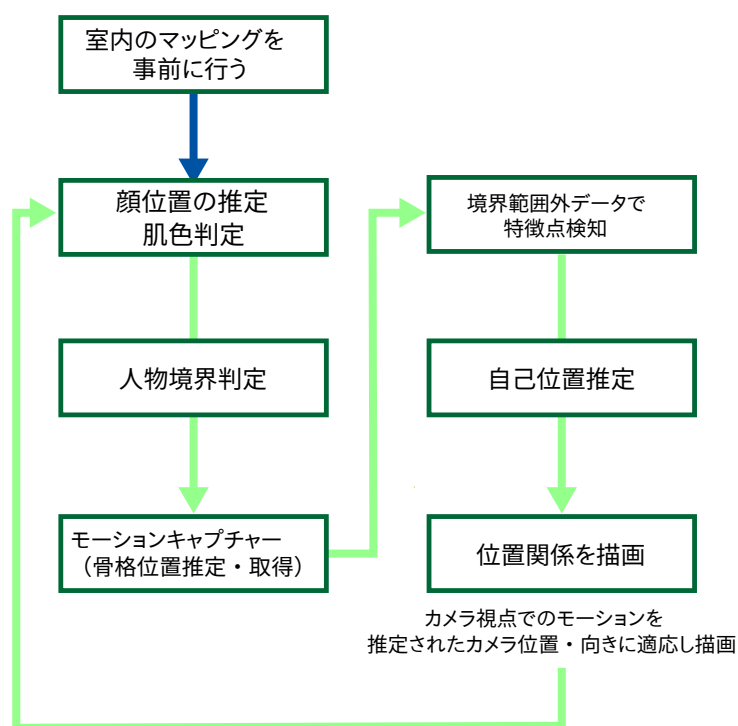 室内のマッピングを
事前に行う
顔位置の推定
肌色判定
人物境界判定
モーションキャプチャー
（骨格位置推定・取得）
境界範囲外データで
特徴点検知
自己位置推定
位置関係を描画
カメラ視点でのモーションを
推定されたカメラ位置・向きに適応し描画